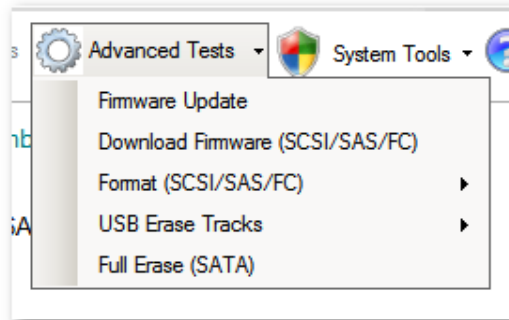 Advanced Tests
System Tools
Firmware Update
Download Firmware (SCSI/SAS/FC)
Format (SCSI/SAS/FC)
USB Erase Tracks
Full Erase (SATA)